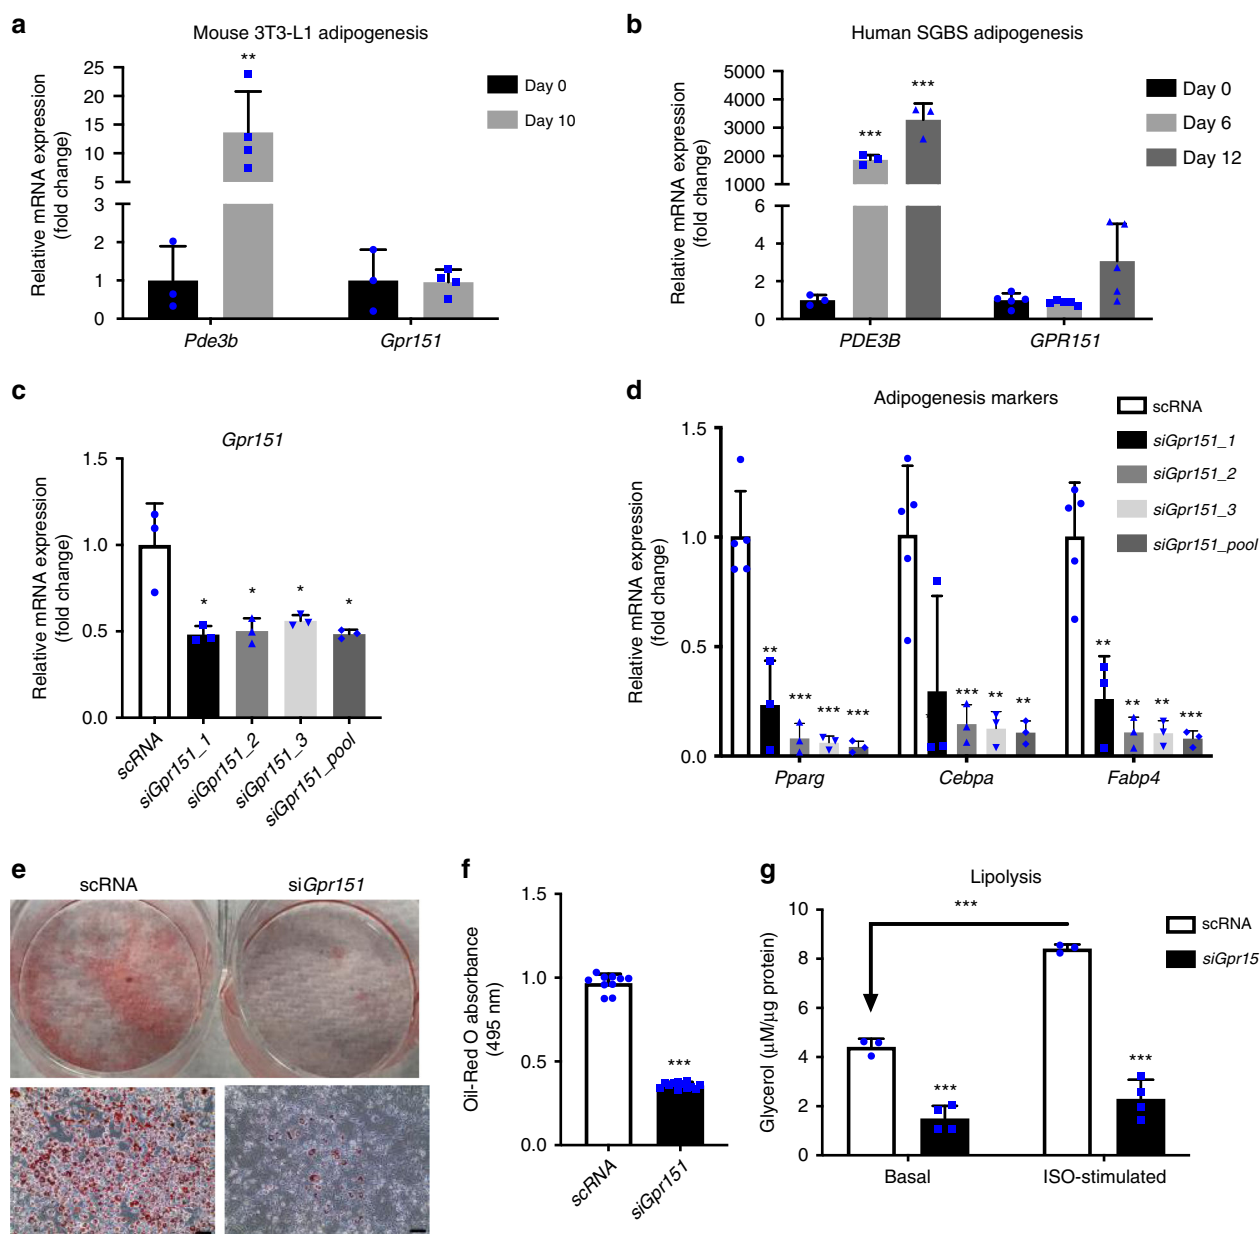 a
Mouse 3T3-L1 adipogenesis
Relative mRNA expression
(fold change)
25
20
15
10
5
3
2
1
0
**
Pde3b
Gpr151
Day 0
Day 10
b
Human SGBS adipogenesis
Relative mRNA expression
(fold change)
5000
4000
3000
2000
1000
6
4
2
0
***
***
PDE3B
GPR151
Day 0
Day 6
Day 12
c
Gpr151
Relative mRNA expression
(fold change)
1.5
1.0
0.5
0.0
*
*
*
*
scRNA
siGpr151_1
siGpr151_2
siGpr151_3
siGpr151_pool
d
Adipogenesis markers
Relative mRNA expression
(fold change)
1.5
1.0
0.5
0
**
***
***
***
***
**
**
**
**
**
***
Pparg
Cebpa
Fabp4
scRNA
siGpr151_1
siGpr151_2
siGpr151_3
siGpr151_pool
e
scRNA
siGpr151
f
Oil-Red O absorbance
(495 nm)
1.5
1.0
0.5
0.0
***
scRNA
siGpr151
g
Lipolysis
Glycerol (μM/μg protein)
10
8
6
4
2
0
***
***
***
Basal
ISO-stimulated
scRNA
siGpr15